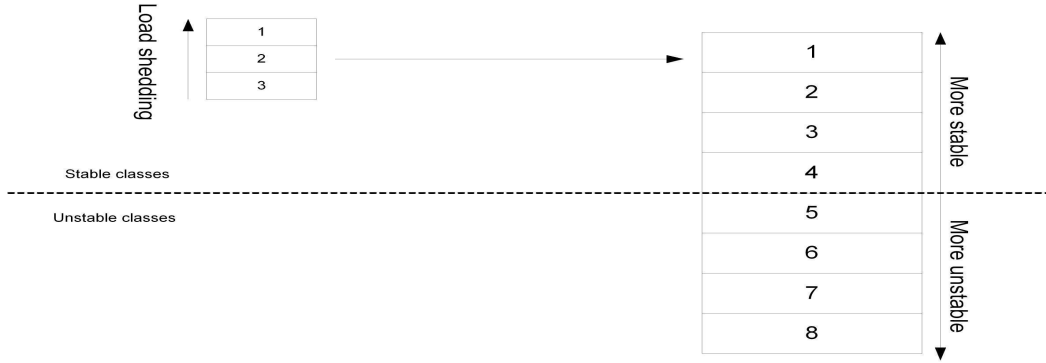 Load shedding
1
2
3
Stable classes
Unstable classes
1
2
3
4
5
6
7
8
More stable
More unstable